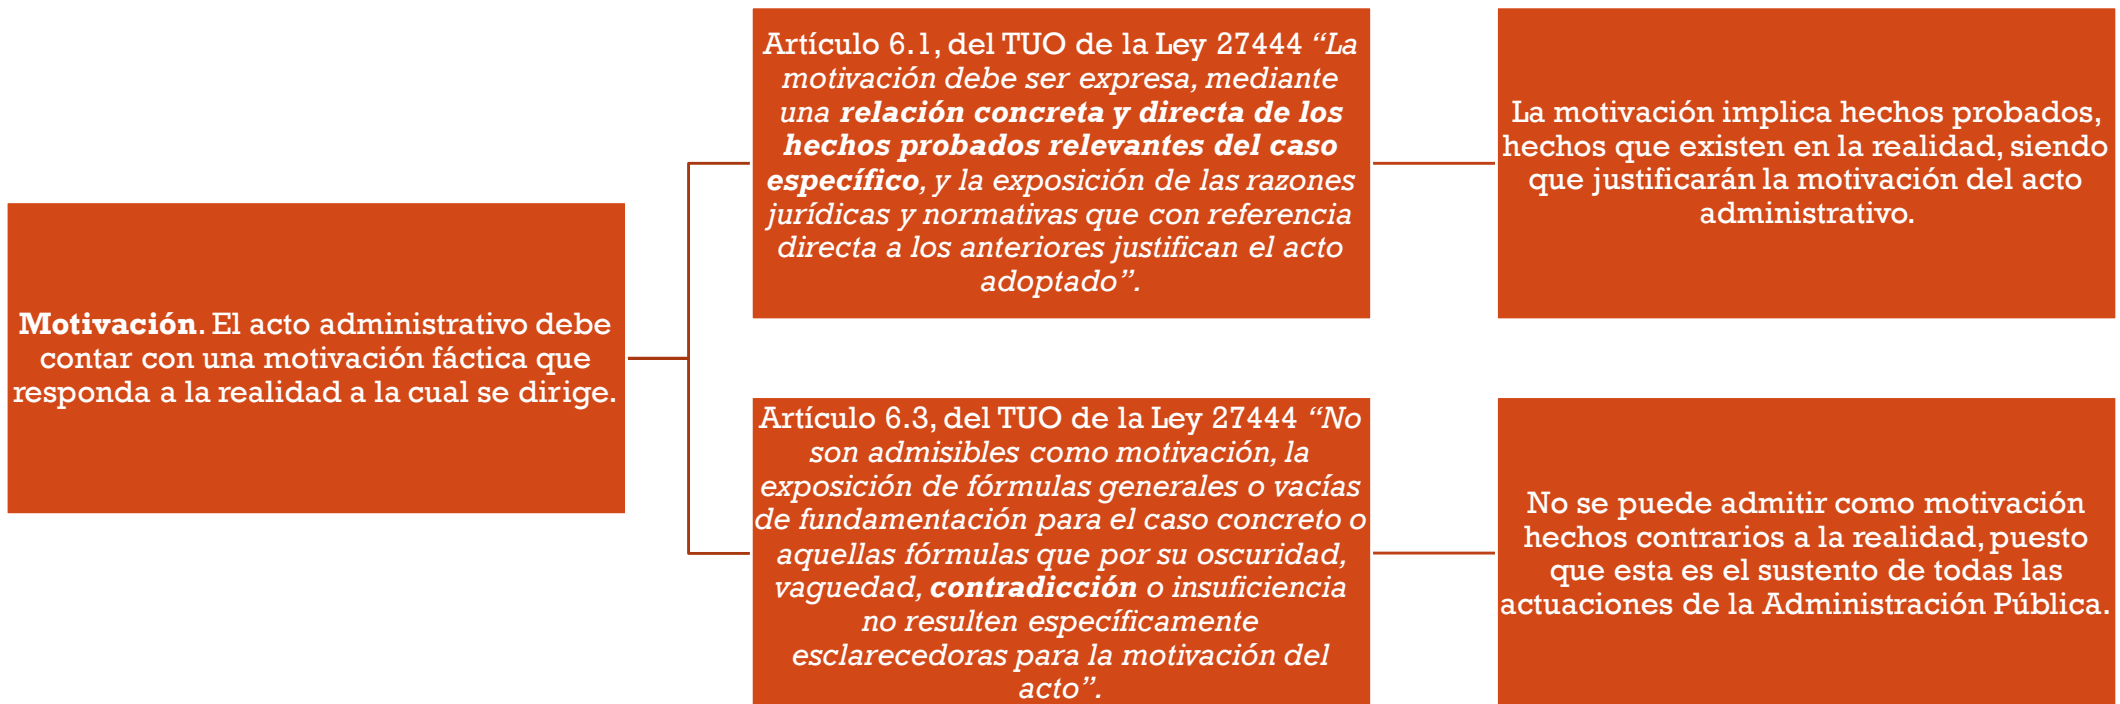 Motivación. El acto administrativo debe
contar con una motivación fáctica que
responda a la realidad a la cual se dirige.
Artículo 6.1, del TUO de la Ley 27444 “La
motivación debe ser expresa, mediante
una relación concreta y directa de los
hechos probados relevantes del caso
específico, y la exposición de las razones
jurídicas y normativas que con referencia
directa a los anteriores justifican el acto
adoptado”.
La motivación implica hechos probados,
hechos que existen en la realidad, siendo
que justificarán la motivación del acto
administrativo.
Artículo 6.3, del TUO de la Ley 27444 “No
son admisibles como motivación, la
exposición de fórmulas generales o vacías
de fundamentación para el caso concreto o
aquellas fórmulas que por su oscuridad,
vaguedad, contradicción o insuficiencia
no resulten específicamente
esclarecedoras para la motivación del
acto”.
No se puede admitir como motivación
hechos contrarios a la realidad, puesto
que esta es el sustento de todas las
actuaciones de la Administración Pública.